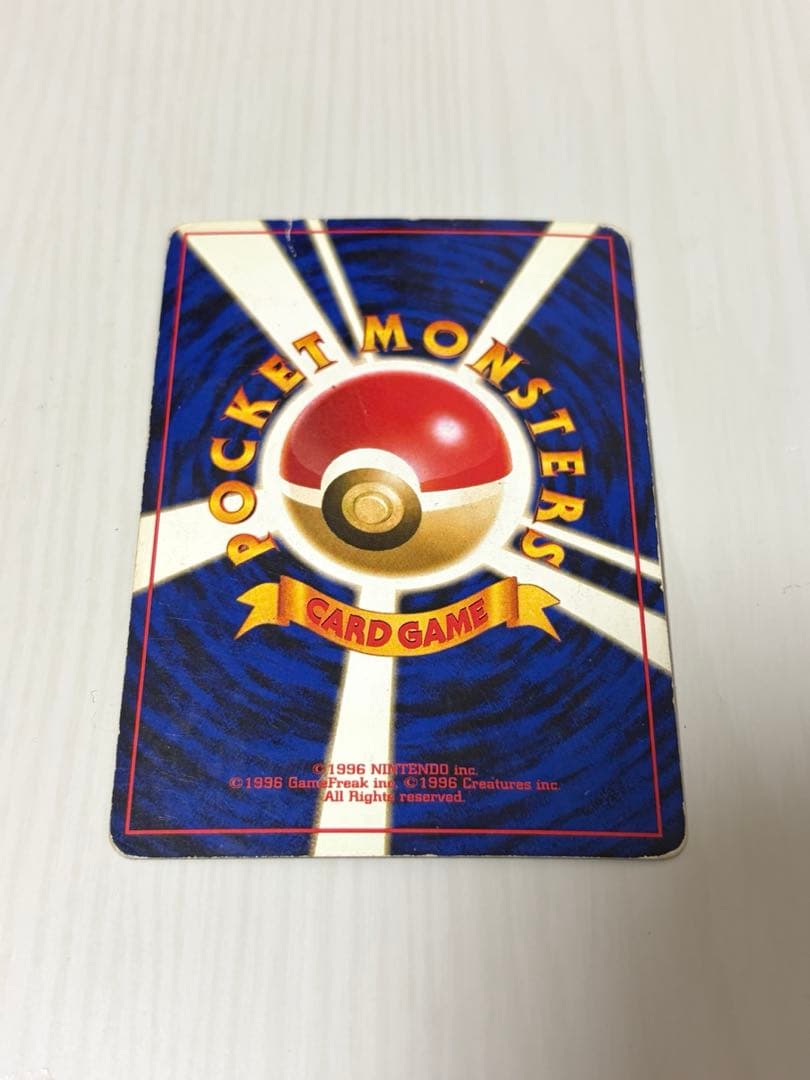 POCKET MONSTERS
CARD GAME
©1996 NINTENDO inc.
©1996 GameFreak inc. ©1996 Creatures inc.
All Rights reserved.